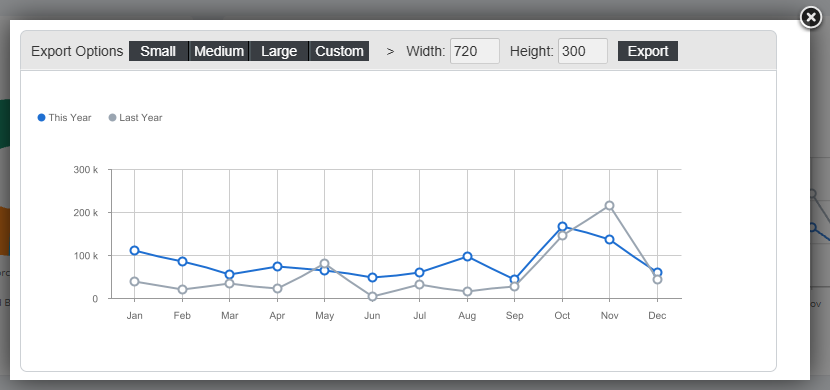 Export Options Small Medium Large Custom > Width: 720 Height: 300 Export
This Year Last Year
300 k
200 k
100 k
0
Jan Feb Mar Apr May Jun Jul Aug Sep Oct Nov Dec